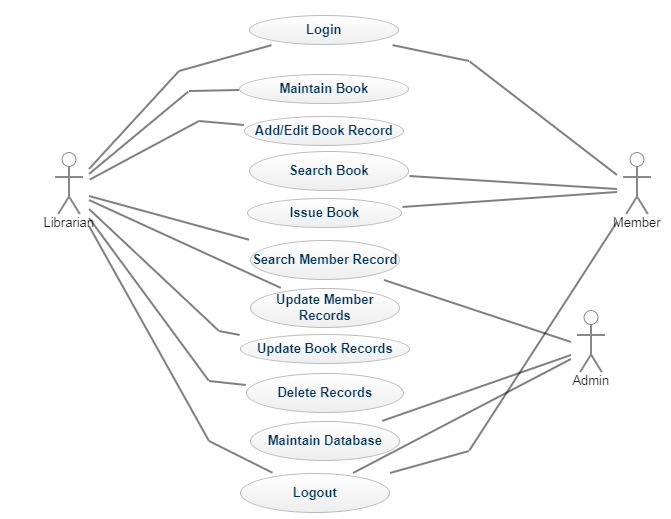 Login
Maintain Book
Add/Edit Book Record
Search Book
Librarian
Member
Issue Book
Search Member Record
Update Member
Records
Update Book Records
Admin
Delete Records
Maintain Database
Logout